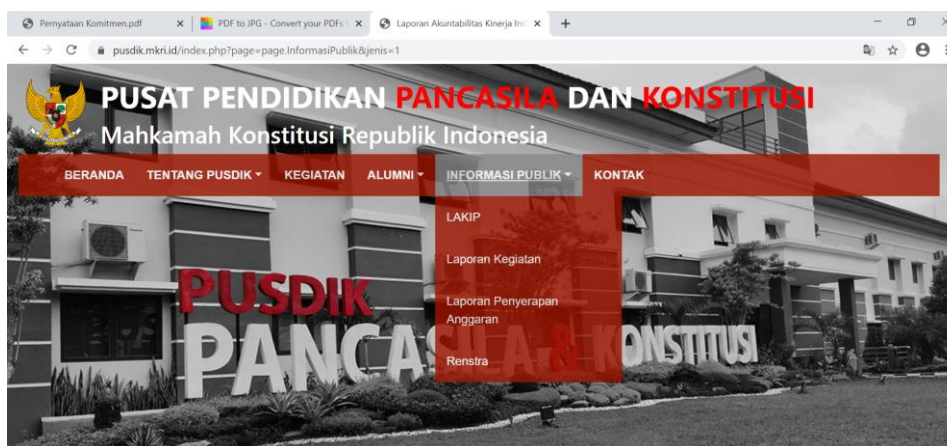 Pernyataan Komitmen.pdf
PDF to JPG - Convert your PDFs
Laporan Akuntabilitas Kinerja Ins
pusdik.mkri.id/index.php?page=page.InformasiPublik&jenis=1
PUSAT PENDIDIKAN PANCASILA DAN KONSTITUSI
Mahkamah Konstitusi Republik Indonesia
BERANDA TENTANG PUSDIK KEGIATAN ALUMNI INFORMASI PUBLIK KONTAK
LAKIP
Laporan Kegiatan
Laporan Penyerapan
Anggaran
Renstra
PUSDIK
PANCASILA & KONSTITUSI